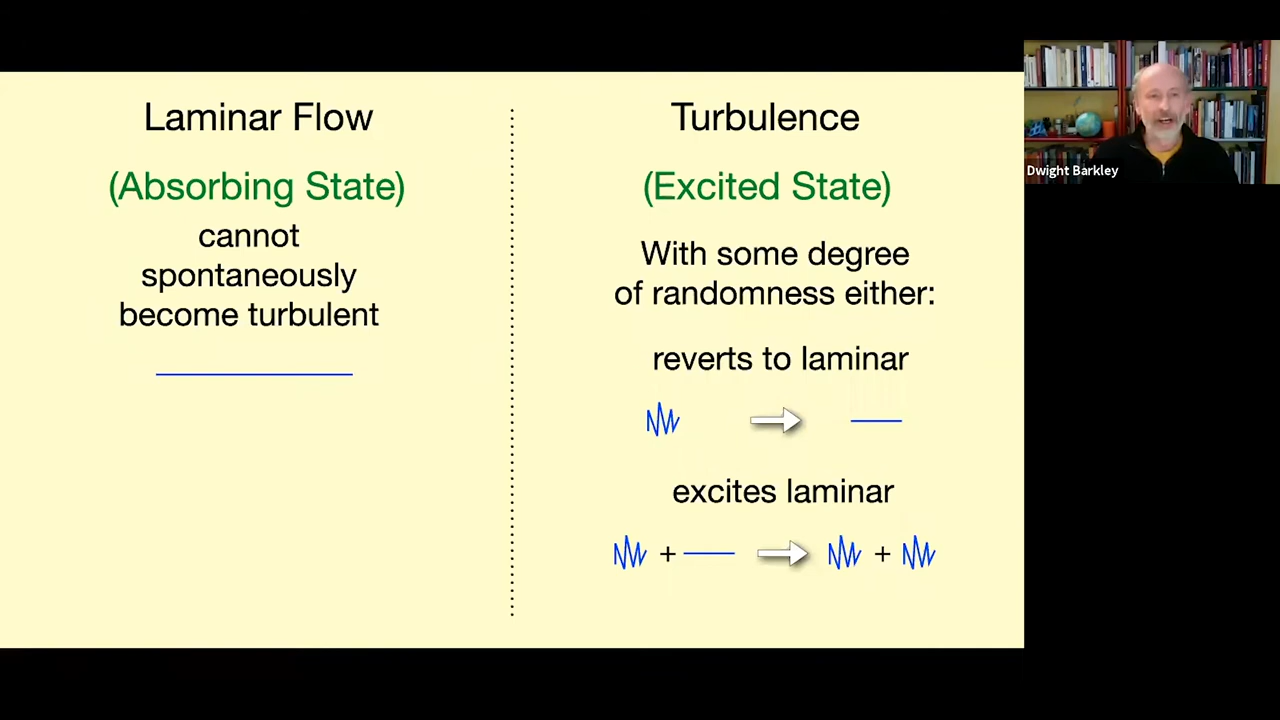 Laminar Flow
(Absorbing State)
cannot
spontaneously
become turbulent
Turbulence
(Excited State)
With some degree
of randomness either:
reverts to laminar
excites laminar
+ +
Dwight Barkley